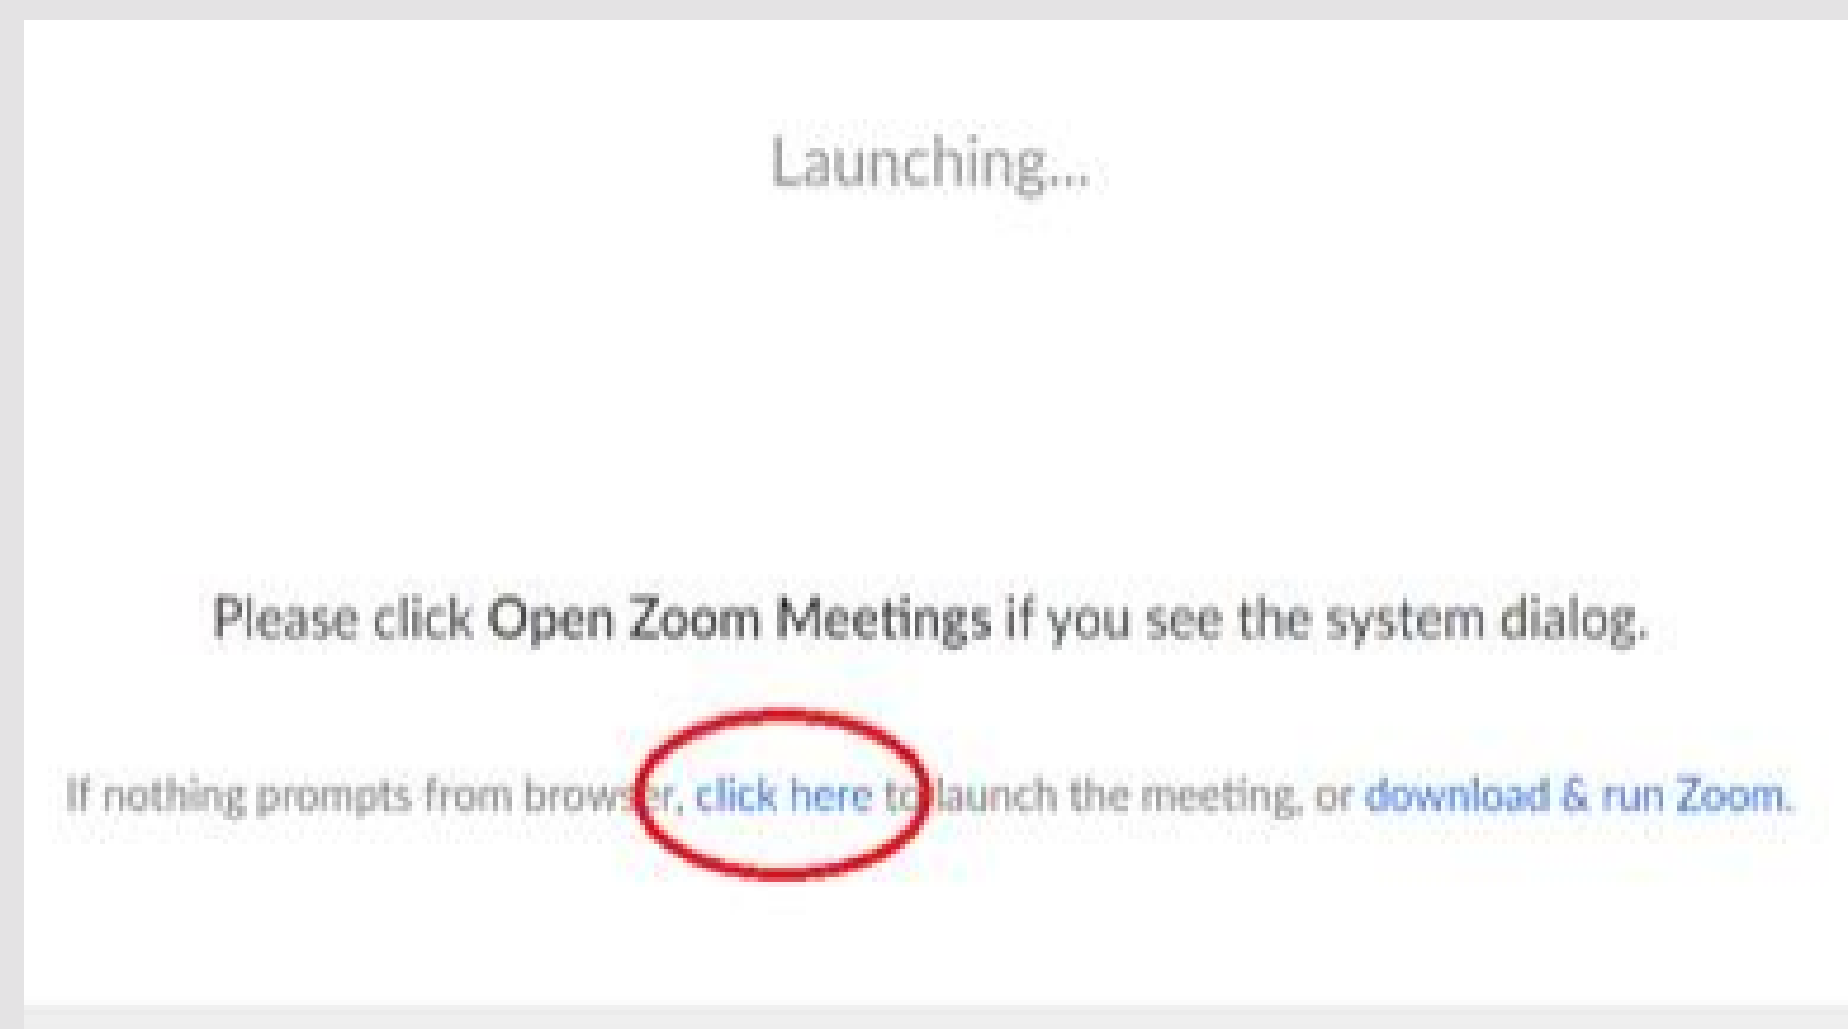 Launching...
Please click Open Zoom Meetings if you see the system dialog.
If nothing prompts from browser, click here to launch the meeting, or download & run Zoom.